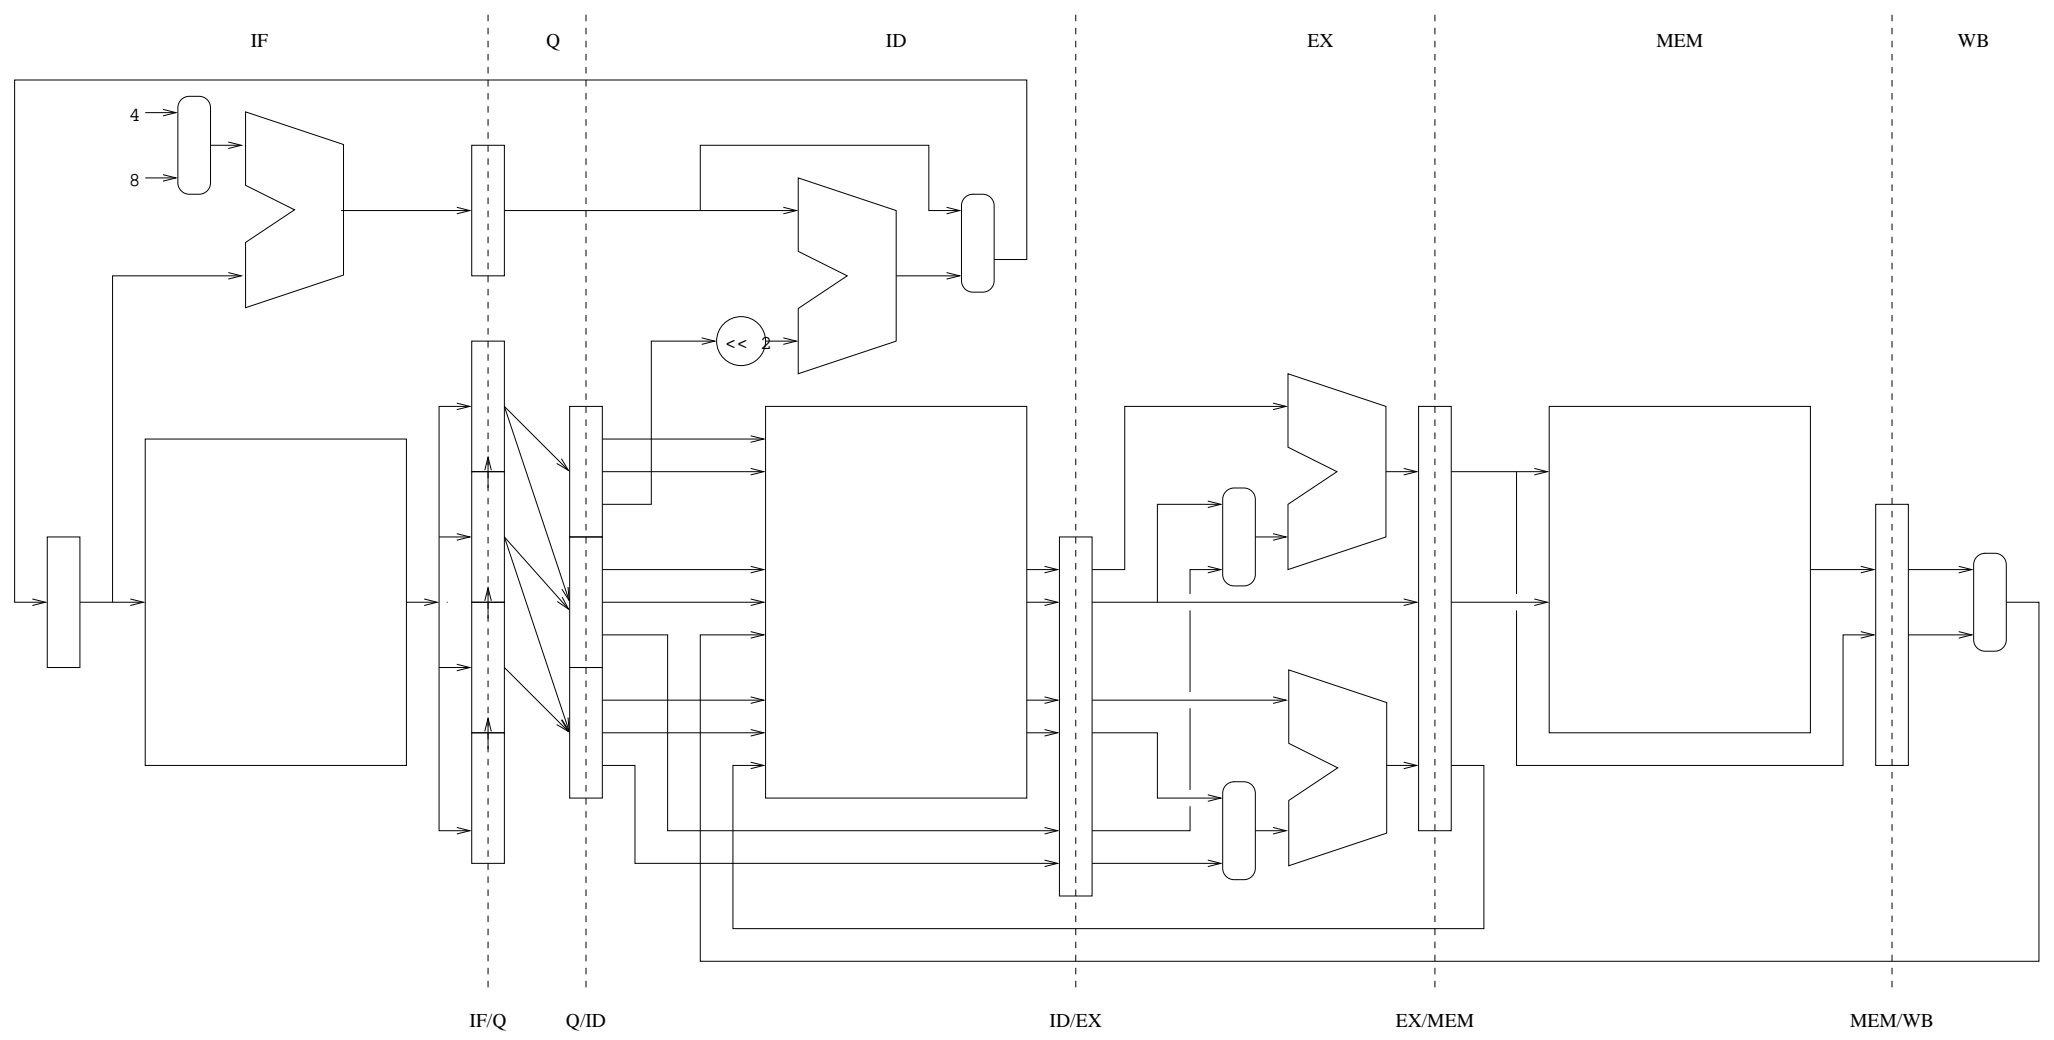 IF Q ID EX MEM WB
4
8
<< 2
IF/Q Q/ID ID/EX EX/MEM MEM/WB